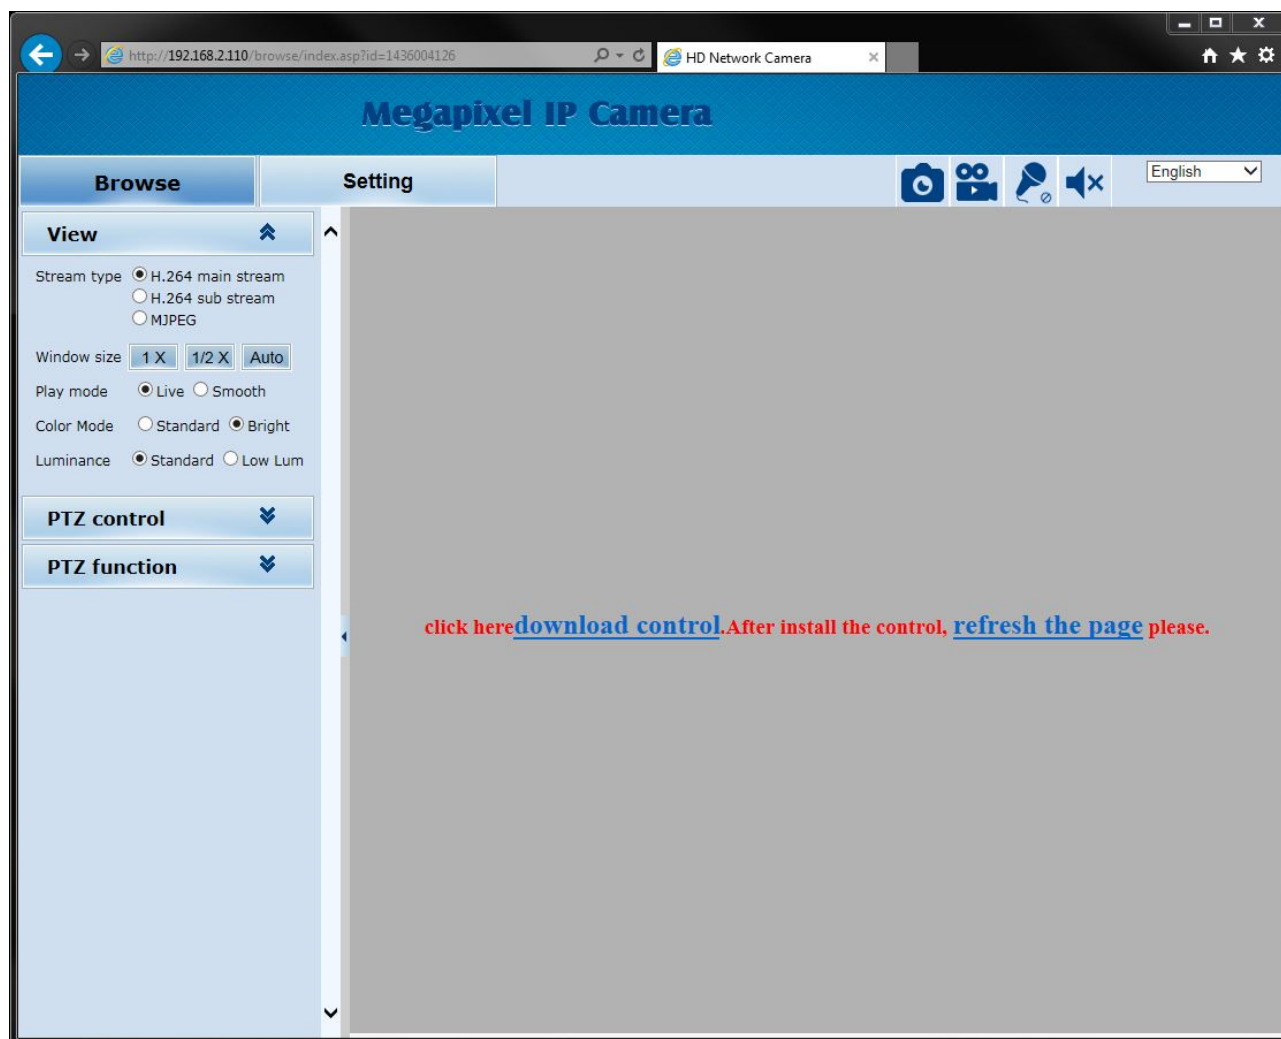 http://192.168.2.110/browse/index.asp?id=1436004126
HD Network Camera
Megapixel IP Camera
Browse
Setting
English
View
Stream type
H.264 main stream
H.264 sub stream
MJPEG
Window size 1 X 1/2 X Auto
Play mode Live Smooth
Color Mode Standard Bright
Luminance Standard Low Lum
PTZ control
PTZ function
click heredownload control.After install the control, refresh the page please.